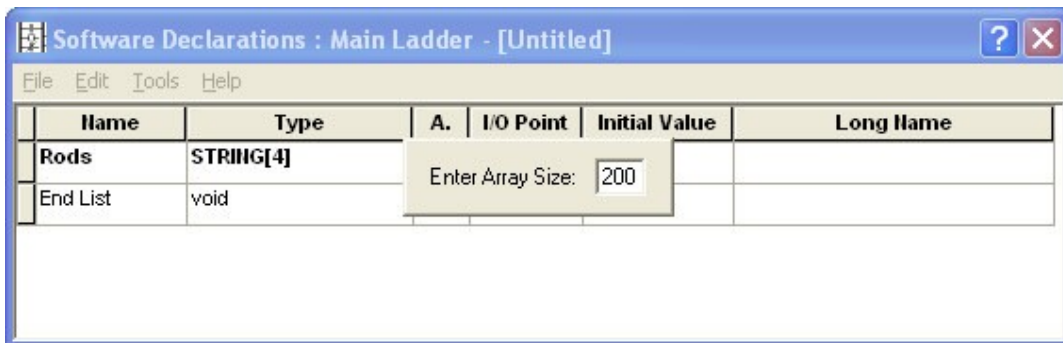 Software Declarations : Main Ladder - [Untitled]
File Edit Tools Help
Name Type A. I/O Point Initial Value Long Name
Rods STRING[4]
Enter Array Size: 200
End List void